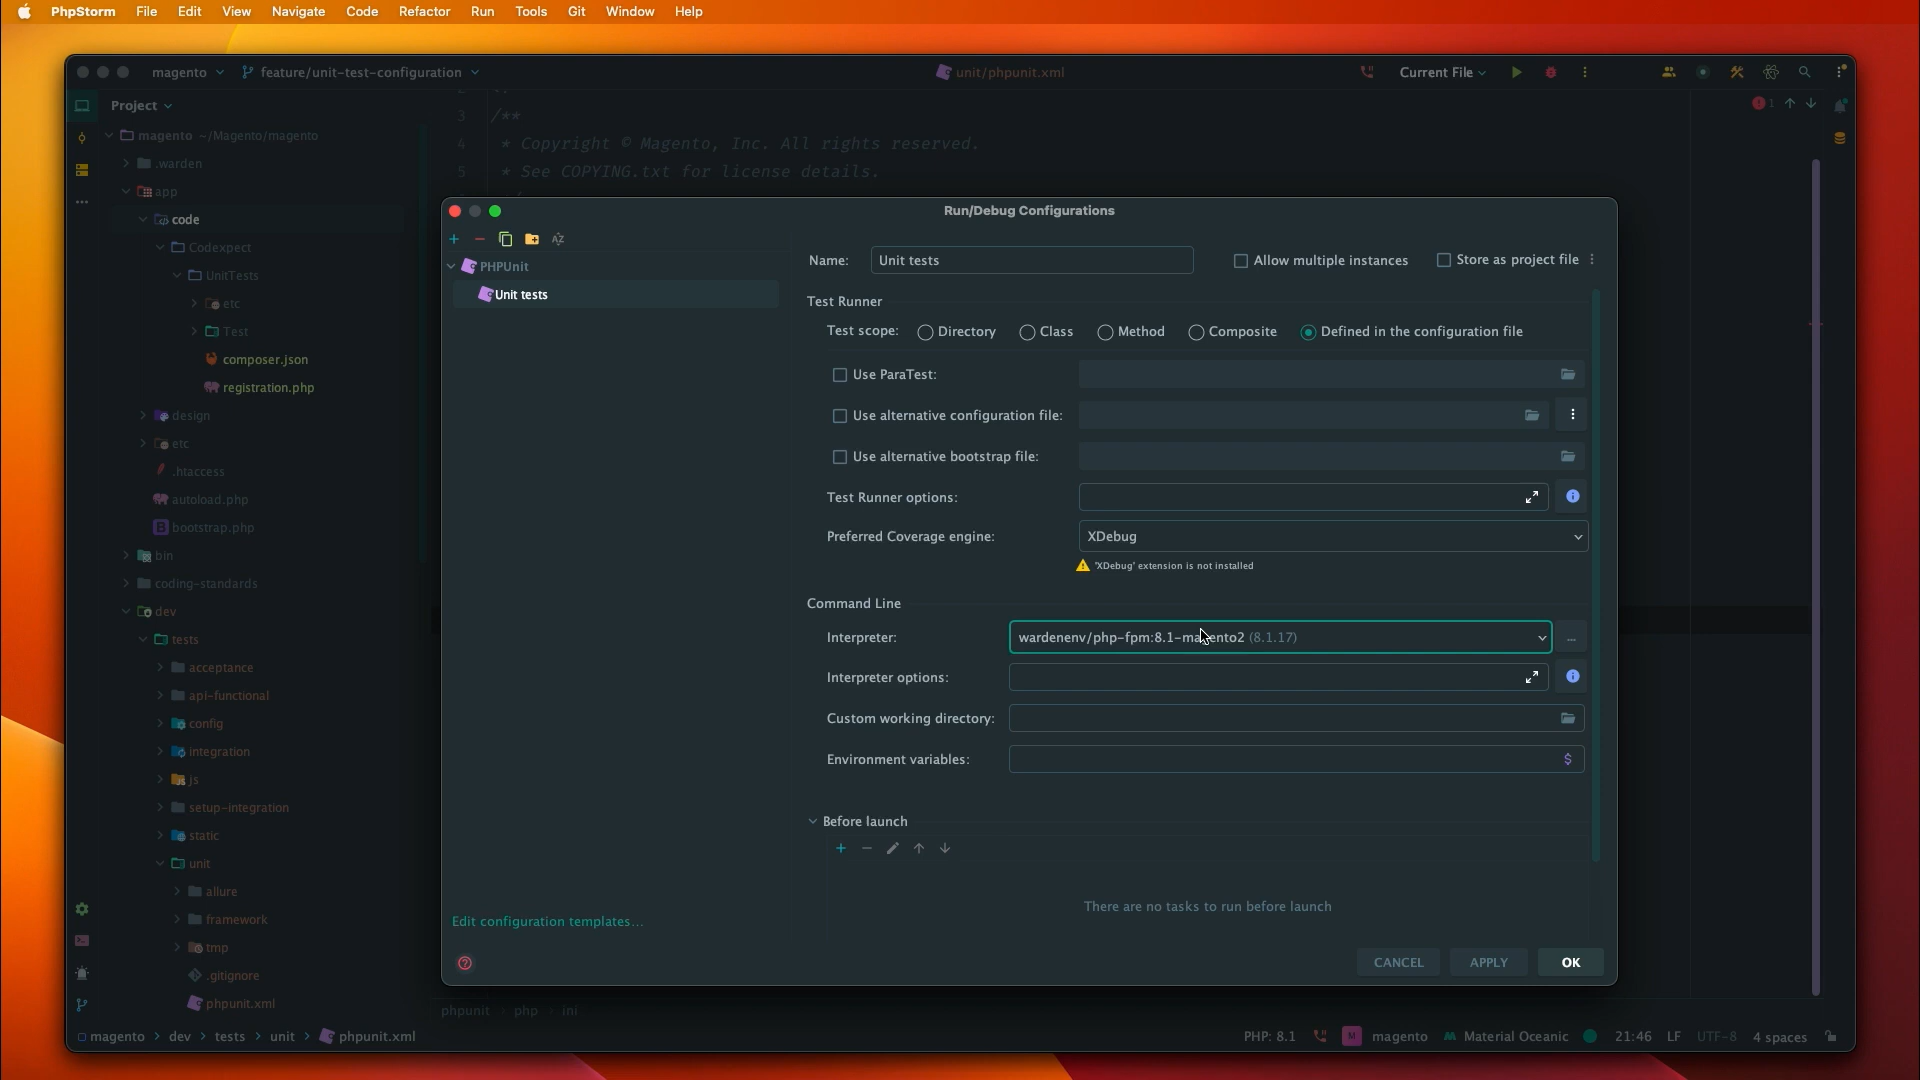 PhpStorm File Edit View Navigate Code Refactor Run Tools Git Window Help
magento feature/unit-test-configuration unit/phpunit.xml Current File
Project
3 /**
1
magento ~/Magento/magento
4 * Copyright © Magento, Inc. All rights reserved.
.warden
5 * See COPYING.txt for license details.
app
code
Codexpect
UnitTests
etc
Test
composer.json
registration.php
design
etc
.htaccess
autoload.php
bootstrap.php
bin
coding-standards
dev
tests
acceptance
api-functional
config
integration
js
setup-integration
static
unit
allure
framework
tmp
.gitignore
phpunit.xml
Run/Debug Configurations
PHPUnit
Unit tests
Edit configuration templates...
Name: Unit tests Allow multiple instances Store as project file
Test Runner
Test scope: Directory Class Method Composite Defined in the configuration file
Use ParaTest:
Use alternative configuration file:
Use alternative bootstrap file:
Test Runner options:
Preferred Coverage engine: XDebug
'XDebug' extension is not installed
Command Line
Interpreter: wardenenv/php-fpm:8.1-magento2 (8.1.17) ...
Interpreter options:
Custom working directory:
Environment variables: $
Before launch
There are no tasks to run before launch
CANCEL APPLY OK
phpunit php ini
magento dev tests unit phpunit.xml PHP: 8.1 M magento Material Oceanic 21:46 LF UTF-8 4 spaces